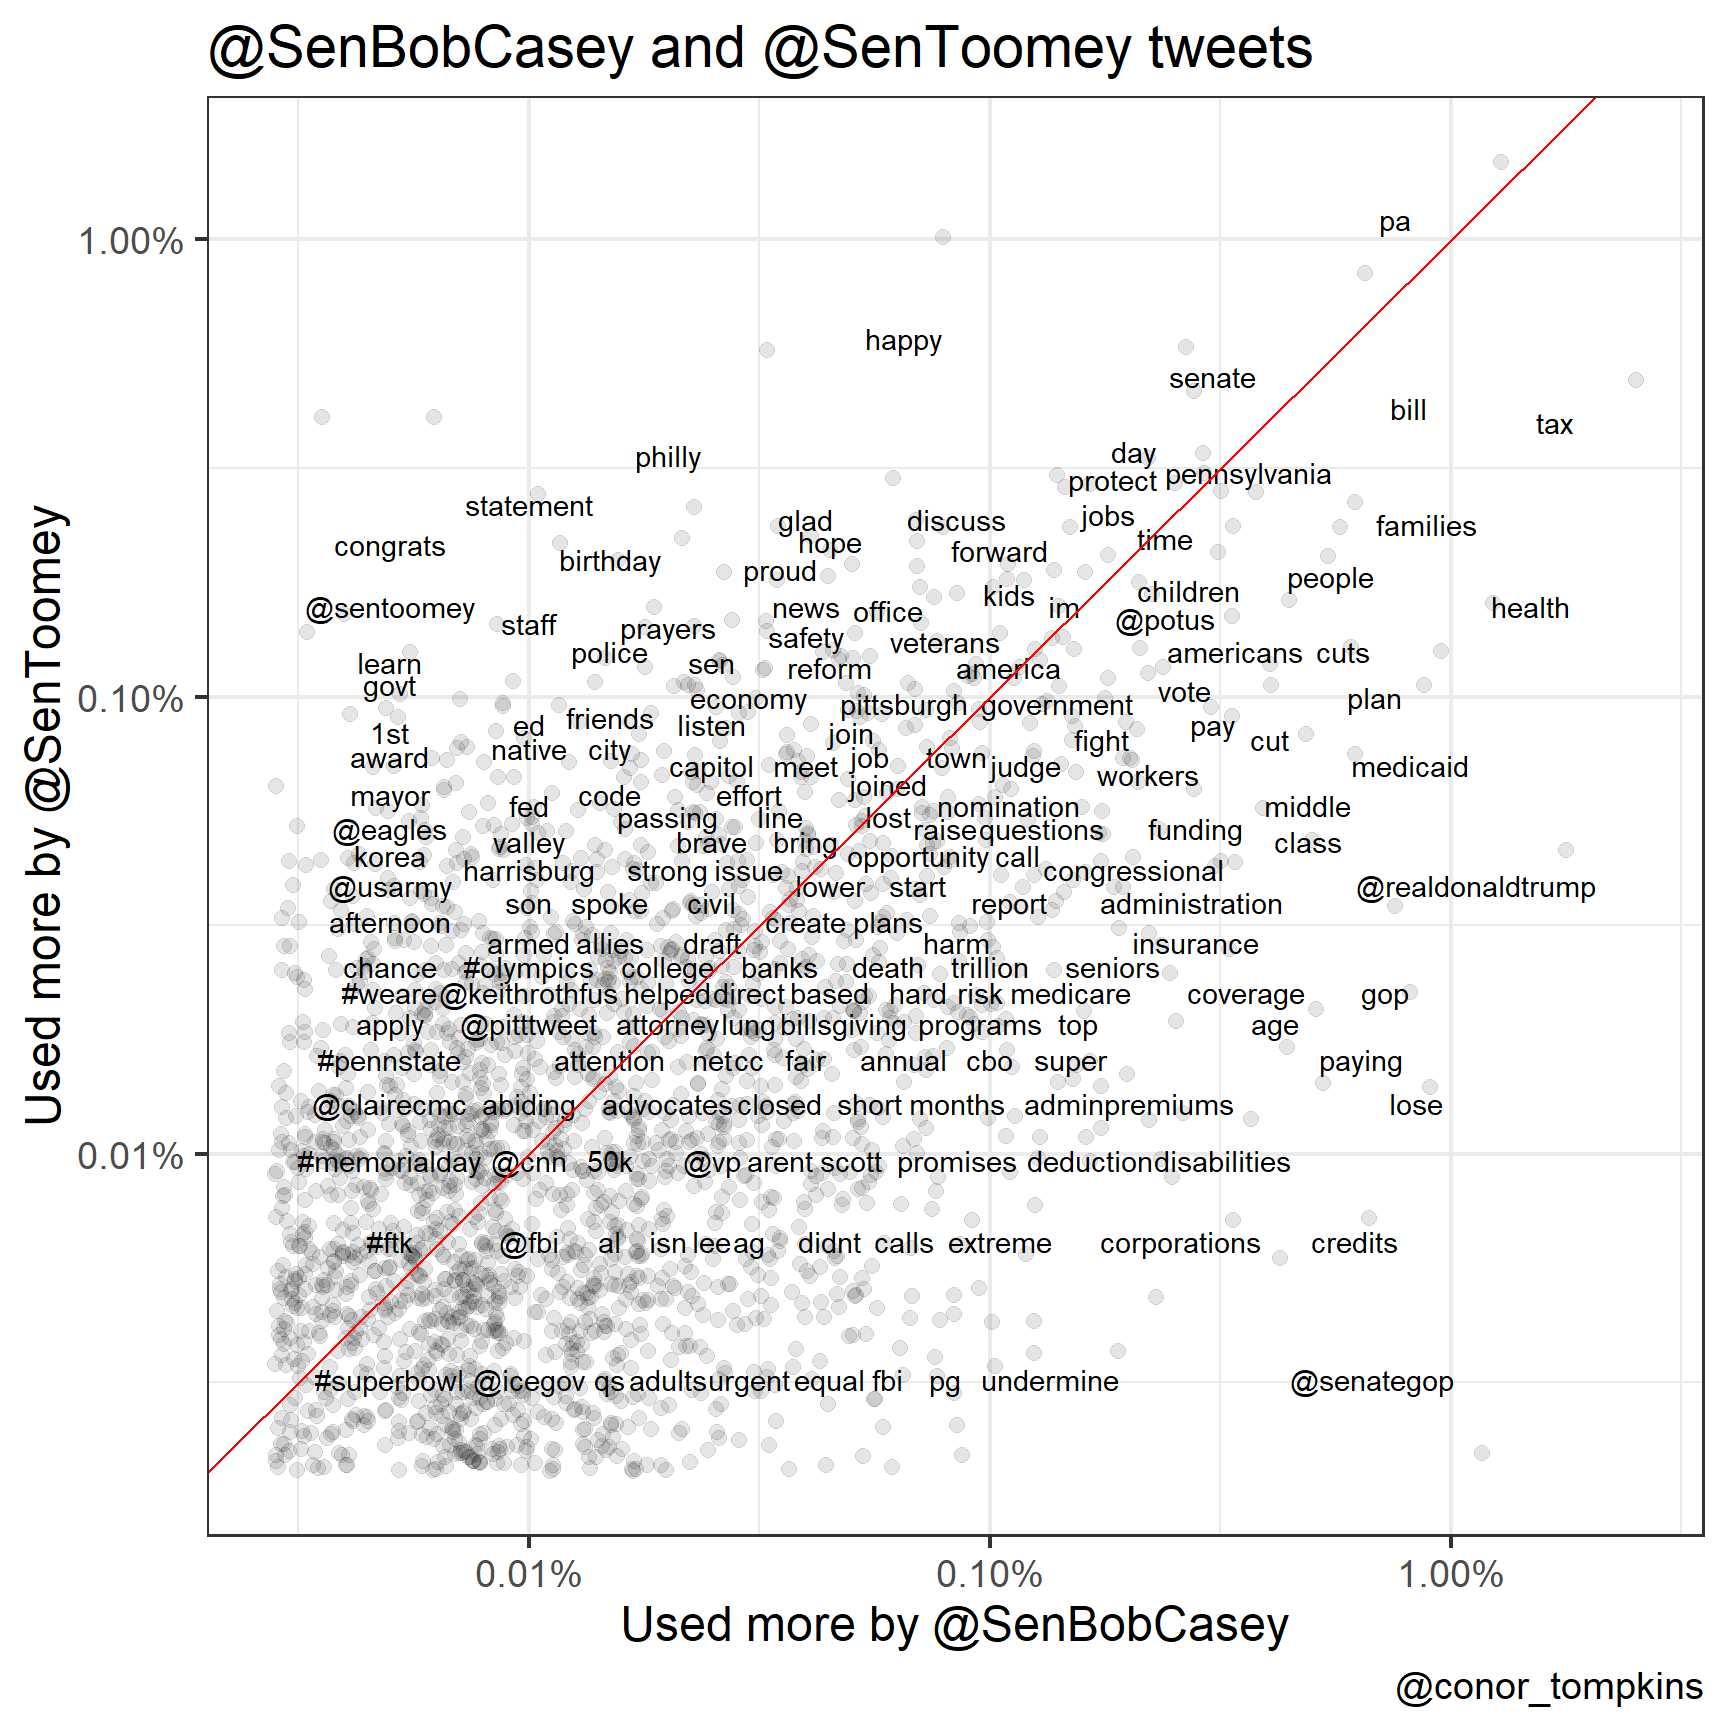 @SenBobCasey and @SenToomey tweets
Used more by @SenToomey
1.00%
0.10%
0.01%
pa
happy
senate
bill
tax
philly
day
pennsylvania
protect
statement
glad
discuss
jobs
families
congrats
hope
forward
time
birthday
proud
people
children
kids
@sentoomey
news
office
im
health
staff
prayers
@potus
safety
veterans
police
americans
cuts
learn
sen
reform
america
govt
economy
vote
plan
pittsburgh
government
1st
ed
friends
listen
join
pay
fight
cut
award
native
city
job
town
capitol
meet
judge
medicaid
workers
joined
mayor
code
effort
fed
nomination
middle
passing
line
lost
@eagles
raise
questions
funding
valley
brave
bring
class
korea
opportunity
call
harrisburg
strong
issue
congressional
@usarmy
lower
start
@realdonaldtrump
son
spoke
civil
report
administration
afternoon
create
plans
armed
allies
draft
harm
insurance
chance
#olympics
college
banks
death
trillion
seniors
#weare
@keithrothfus
helped
direct
based
hard
risk
medicare
coverage
gop
apply
@pitttweet
attorney
lung
bills
giving
programs
top
age
#pennstate
attention
net
cc
fair
annual
cbo
super
paying
@clairecmc
abiding
advocates
closed
short
months
admin
premiums
lose
#memorialday
@cnn
50k
@vp
arent
scott
promises
deduction
disabilities
#ftk
@fbi
al
isn
lee
ag
didnt
calls
extreme
corporations
credits
#superbowl
@icegov
qs
adults
urgent
equal
fbi
pg
undermine
@senategop
0.01%
0.10%
1.00%
Used more by @SenBobCasey
@conor_tompkins